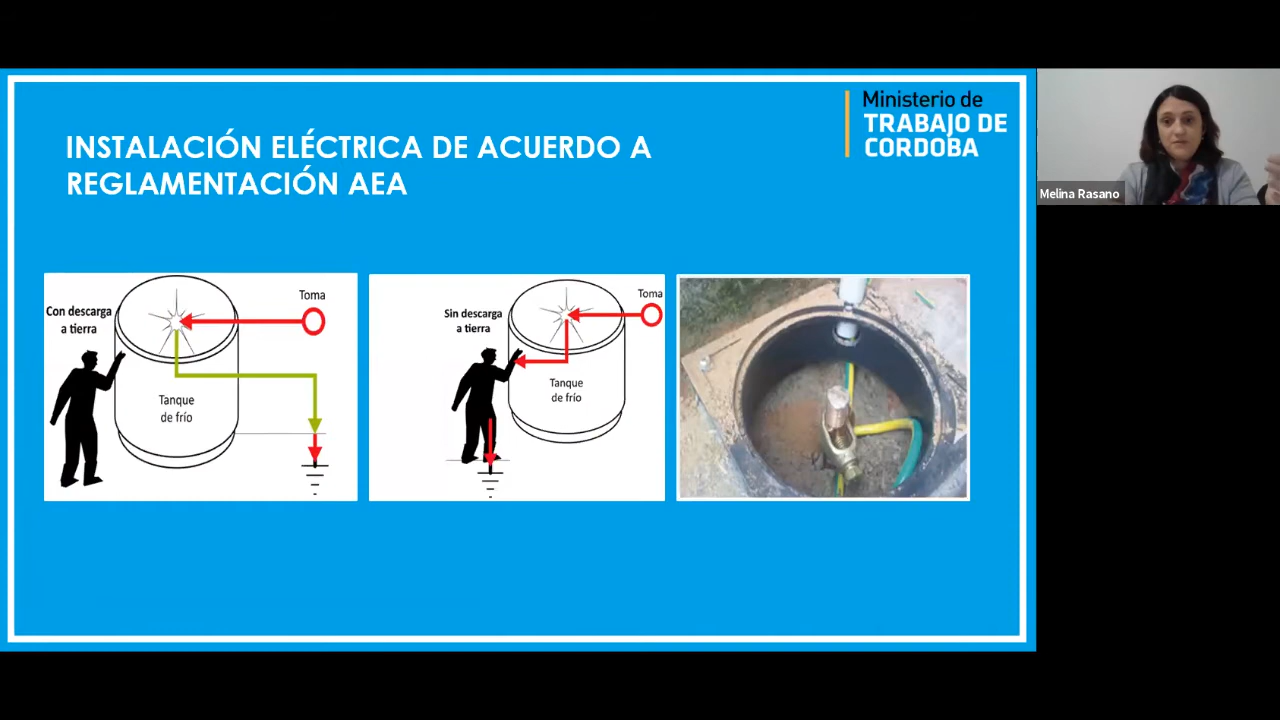 Ministerio de
TRABAJO DE
CORDOBA
INSTALACIÓN ELÉCTRICA DE ACUERDO A
REGLAMENTACIÓN AEA
Melina Rasano
Con descarga
a tierra
Toma
Tanque
de frío
Sin descarga
a tierra
Toma
Tanque
de frío